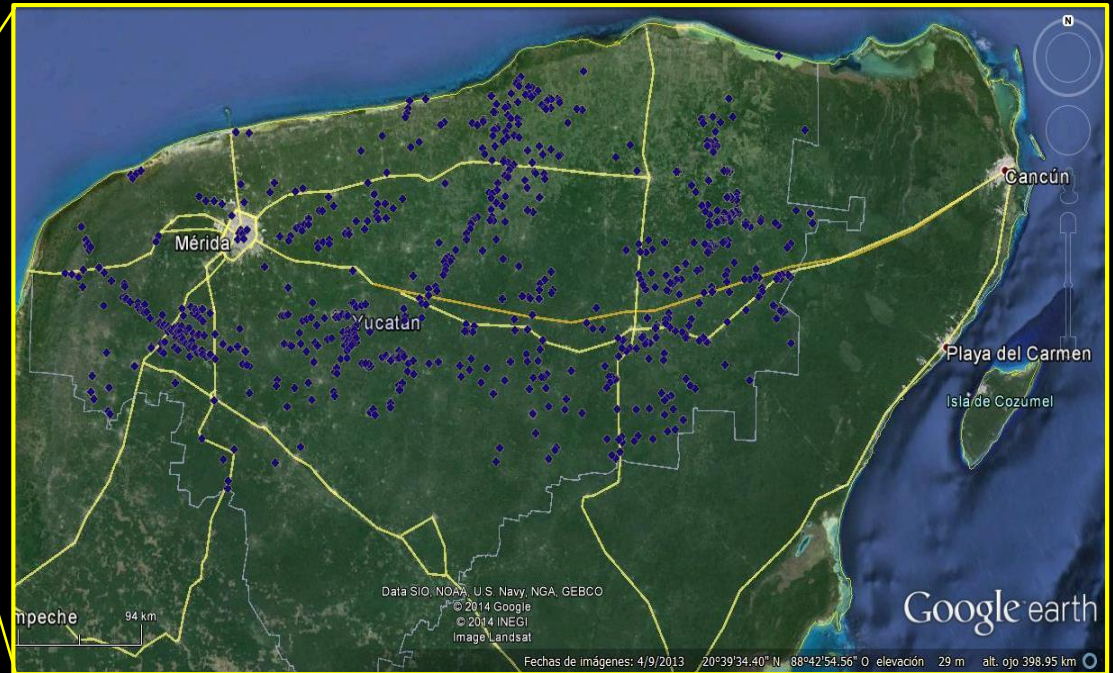 N
Cancún
Mérida
Yucatán
Playa del Carmen
Isla de Cozumel
Data SIO, NOAA, U.S. Navy, NGA, GEBCO
© 2014 Google
© 2014 INEGI
Image Landsat
mpeche
94 km
Google earth
Fechas de imágenes: 4/9/2013 20°39'34.40" N 88°42'54.56" O elevación 29 m alt. ojo 398.95 km